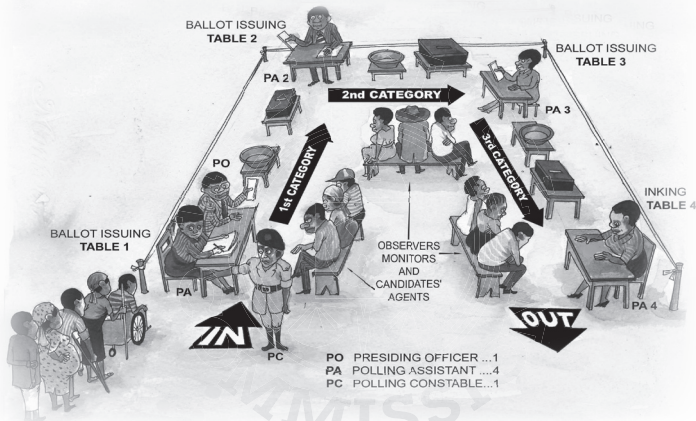 BALLOT ISSUING
TABLE 2
PA 2
BALLOT ISSUING
TABLE 3
PA 3
2nd CATEGORY
1st CATEGORY
3rd CATEGORY
PO
BALLOT ISSUING
TABLE 1
PA
INKING
TABLE 4
PA 4
OBSERVERS
MONITORS
AND
CANDIDATES'
AGENTS
IN
OUT
PC
PO PRESIDING OFFICER ...1
PA POLLING ASSISTANT ....4
PC POLLING CONSTABLE...1
MMISSI